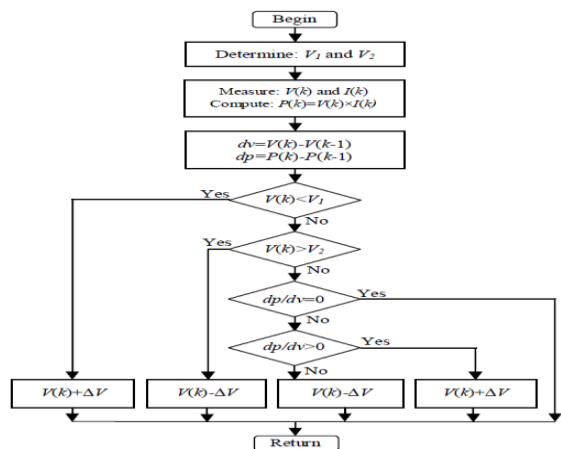 Begin
Determine: V₁ and V₂
Measure: V(k) and I(k)
Compute: P(k)=V(k)×I(k)
dv=V(k)-V(k-1)
dp=P(k)-P(k-1)
Yes
V(k)<V₁
No
Yes
V(k)>V₂
No
dp/dv=0
Yes
No
dp/dv>0
Yes
No
V(k)+ΔV
V(k)-ΔV
V(k)-ΔV
V(k)+ΔV
Return